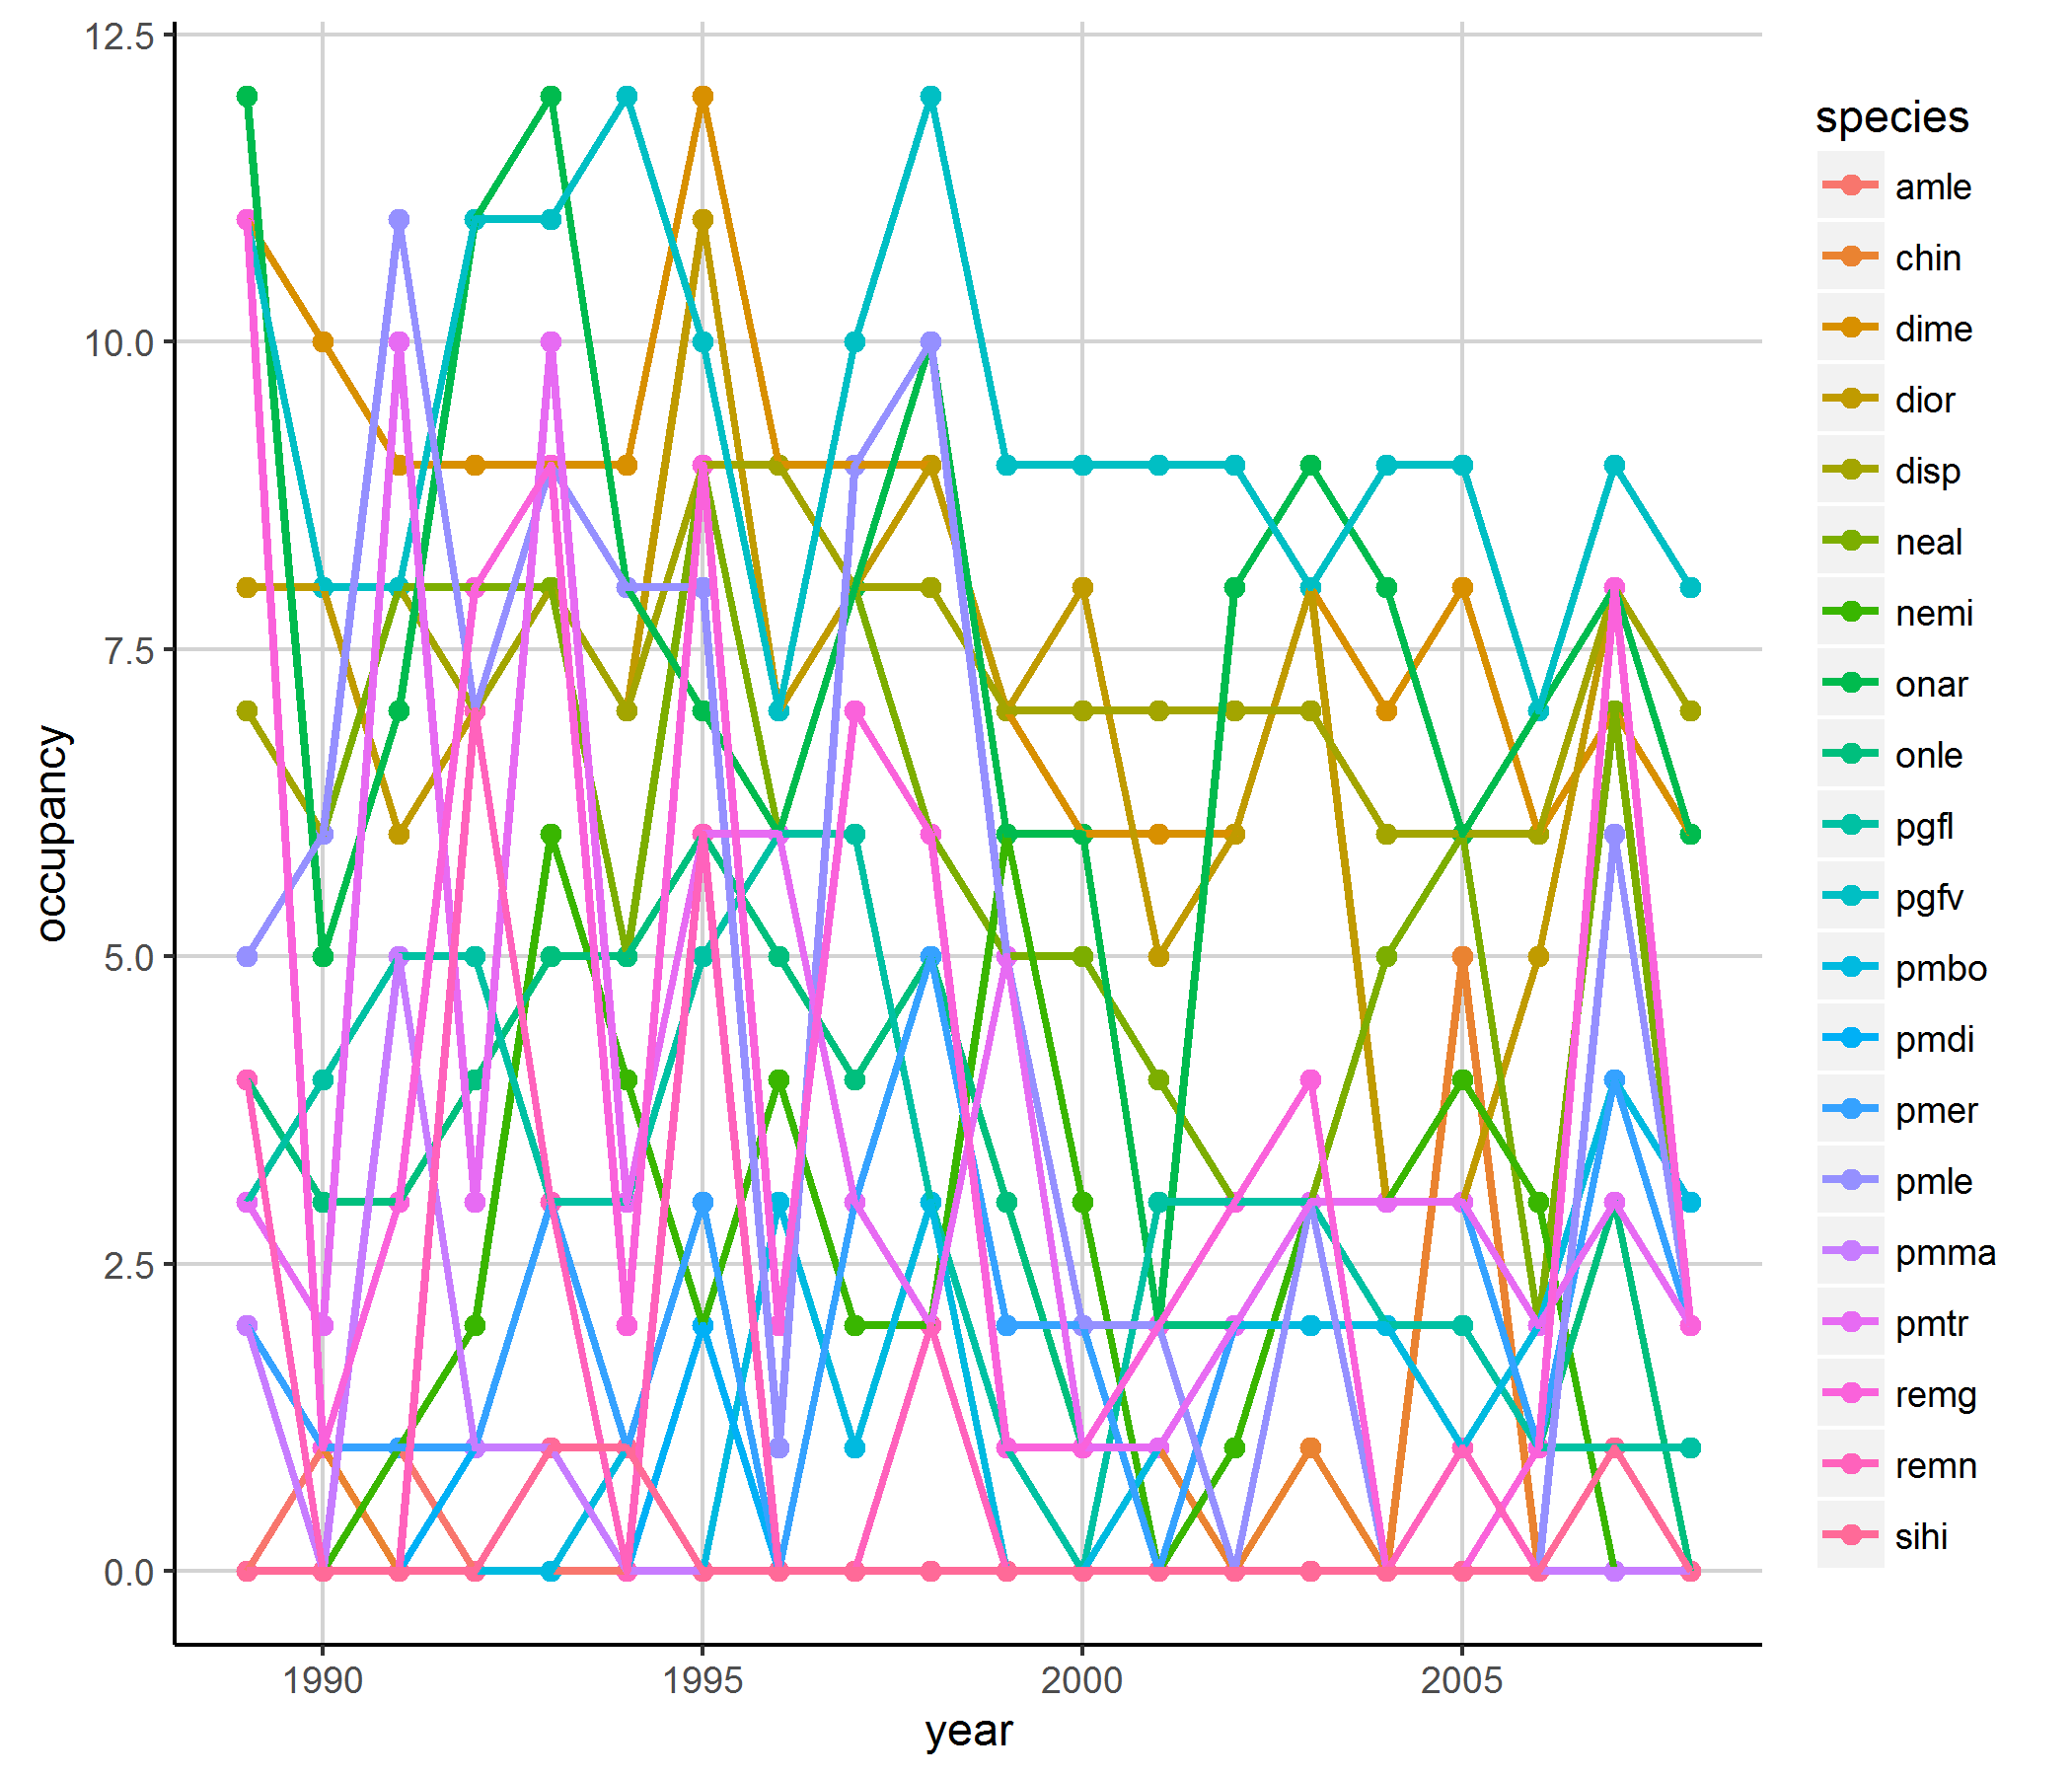 12.5
10.0
7.5
5.0
2.5
0.0
occupancy
1990
1995
2000
2005
year
species
amle
chin
dime
dior
disp
neal
nemi
onar
onle
pgfl
pgfv
pmbo
pmdi
pmer
pmle
pmma
pmtr
remg
remn
sihi